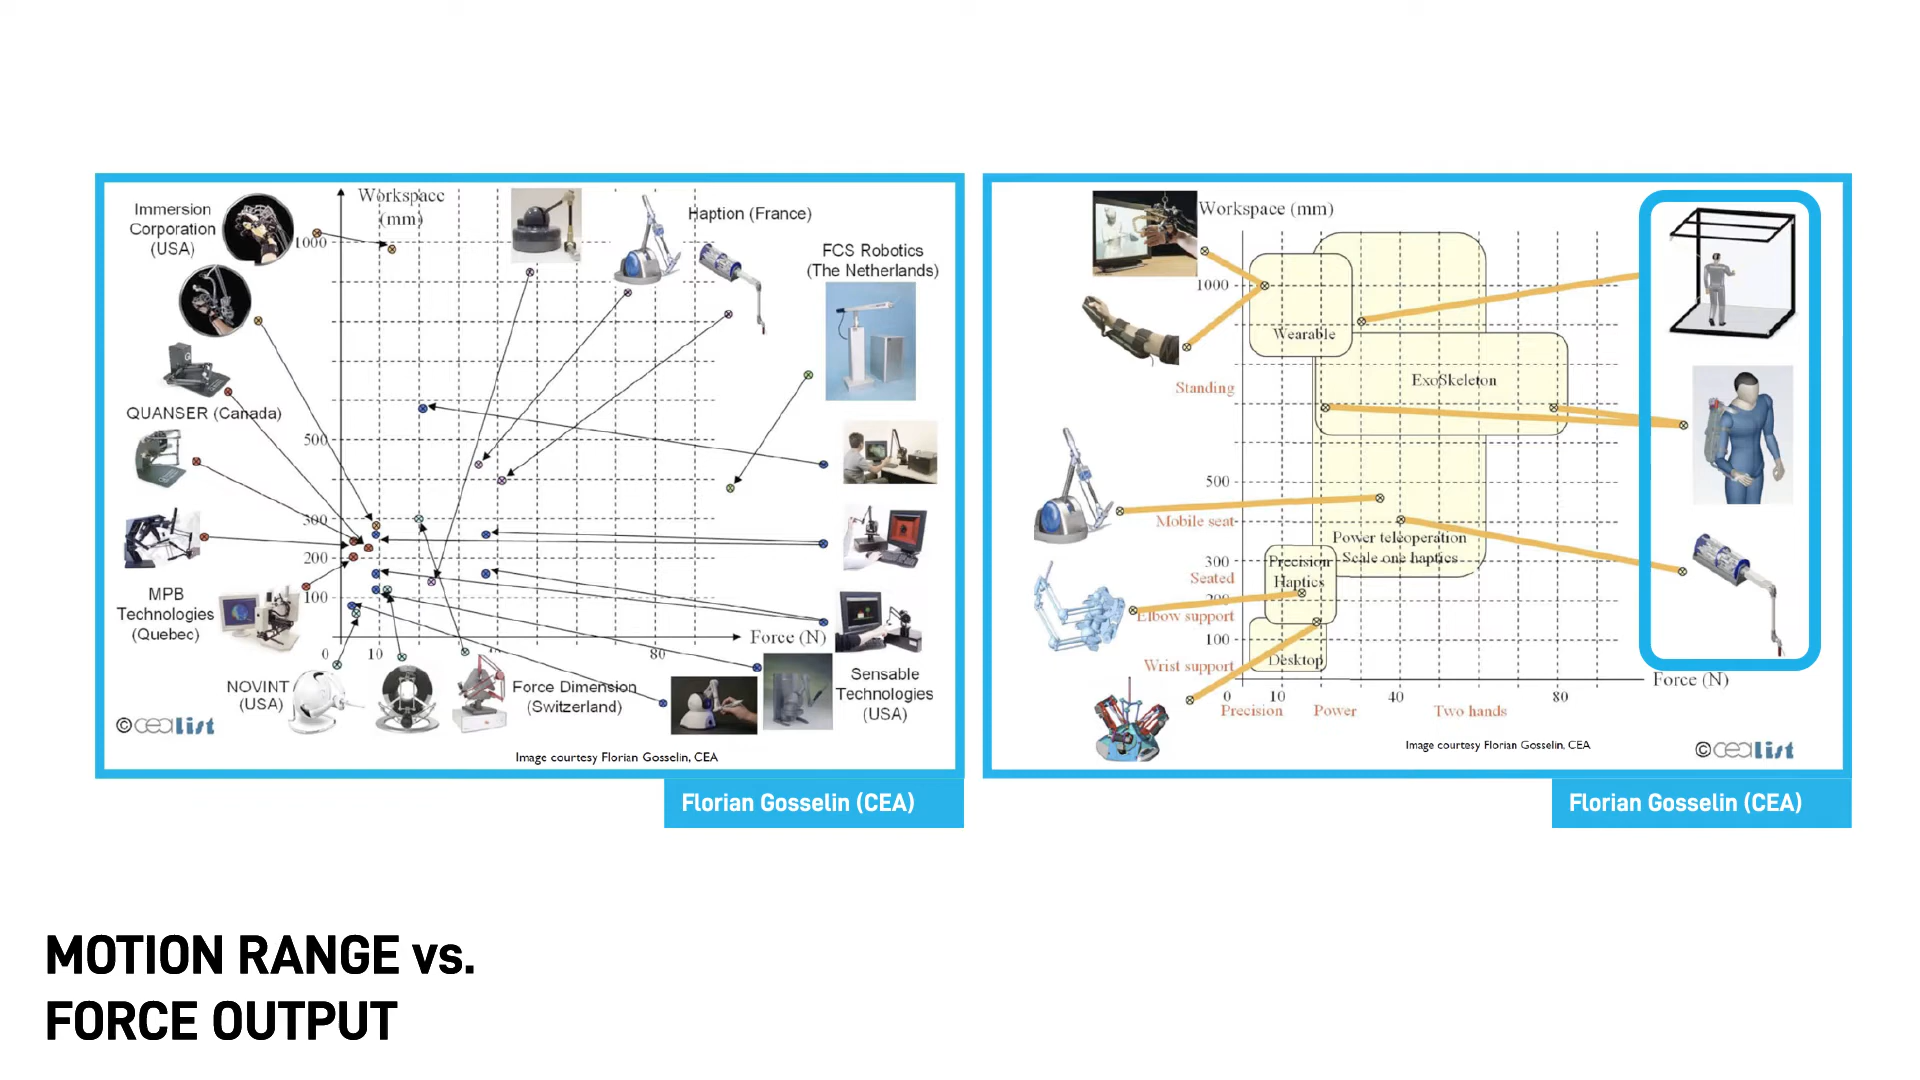 Workspace
(mm)
Immersion
Corporation
(USA)
1000
Haption (France)
FCS Robotics
(The Netherlands)
QUANSER (Canada)
500
300
200
100
MPB
Technologies
(Quebec)
0
10
80
Force (N)
NOVINT
(USA)
Force Dimension
(Switzerland)
Sensable
Technologies
(USA)
© cealist
Image courtesy Florian Gosselin, CEA
Florian Gosselin (CEA)
Workspace (mm)
1000
Wearable
Standing
ExoSkeleton
500
Mobile seat
Power teleoperation
Scale one haptics
300
Precision
Haptics
Seated
200
Elbow support
100
Desktop
Wrist support
0
10
40
80
Force (N)
Precision
Power
Two hands
Image courtesy Florian Gosselin, CEA
© cealist
Florian Gosselin (CEA)
MOTION RANGE vs.
FORCE OUTPUT